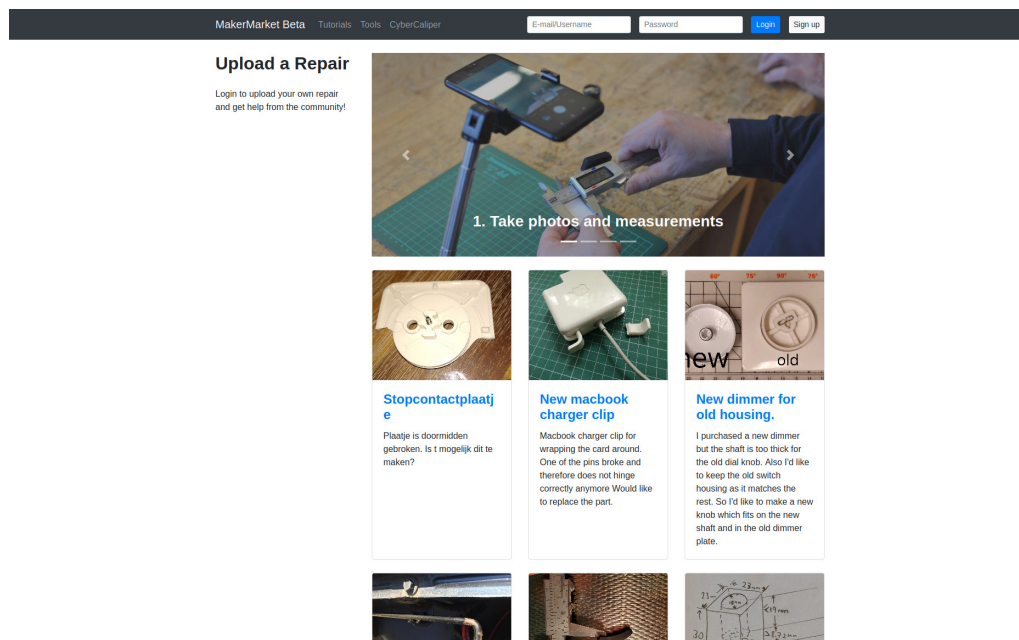 MakerMarket Beta Tutorials Tools CyberCaliper E-mail/Username Password Login Sign up
Upload a Repair
Login to upload your own repair
and get help from the community!
1. Take photos and measurements
60° 75° 75°
new old
Stopcontactplaatj
e
Plaatje is doormidden
gebroken. Is t mogelijk dit te
maken?
New macbook
charger clip
Macbook charger clip for
wrapping the card around.
One of the pins broke and
therefore does not hinge
correctly anymore Would like
to replace the part.
New dimmer for
old housing.
I purchased a new dimmer
but the shaft is too thick for
the old dial knob. Also I'd like
to keep the old switch
housing as it matches the
rest. So I'd like to make a new
knob which fits on the new
shaft and in the old dimmer
plate.
23mm
23
30